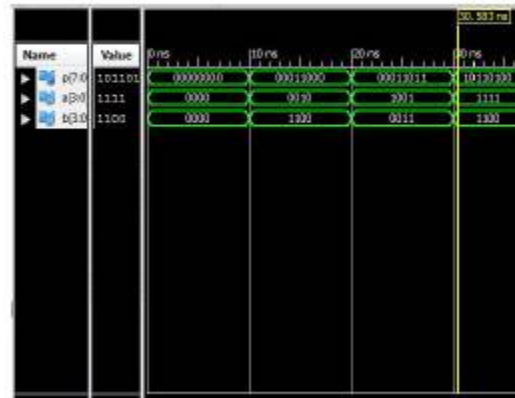 30.583 ns
Name Value 0 ns 10 ns 20 ns 30 ns
p[7:0 101101 00000000 00011000 00011011 10110100
a[3:0] 1111 0000 0010 1001 1111
b[3:0 1100 0000 1100 0011 1100